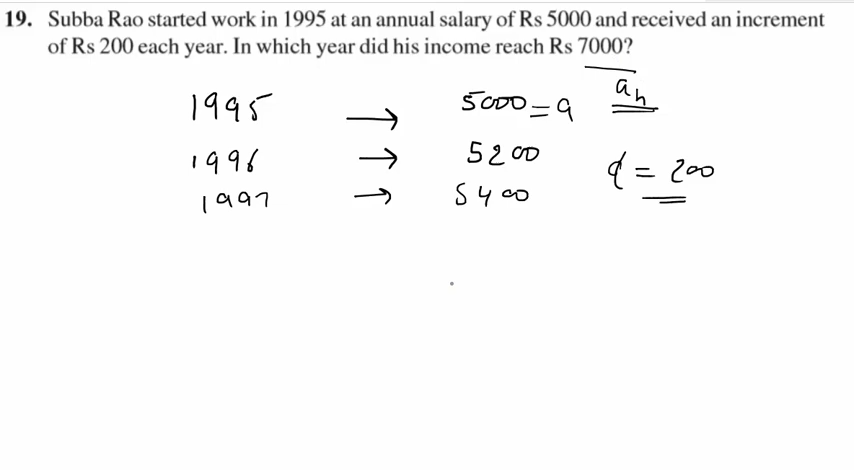 19. Subba Rao started work in 1995 at an annual salary of Rs 5000 and received an increment
of Rs 200 each year. In which year did his income reach Rs 7000?
1995 → 5000 = a an
1996 → 5200 d = 200
1997 → 5400